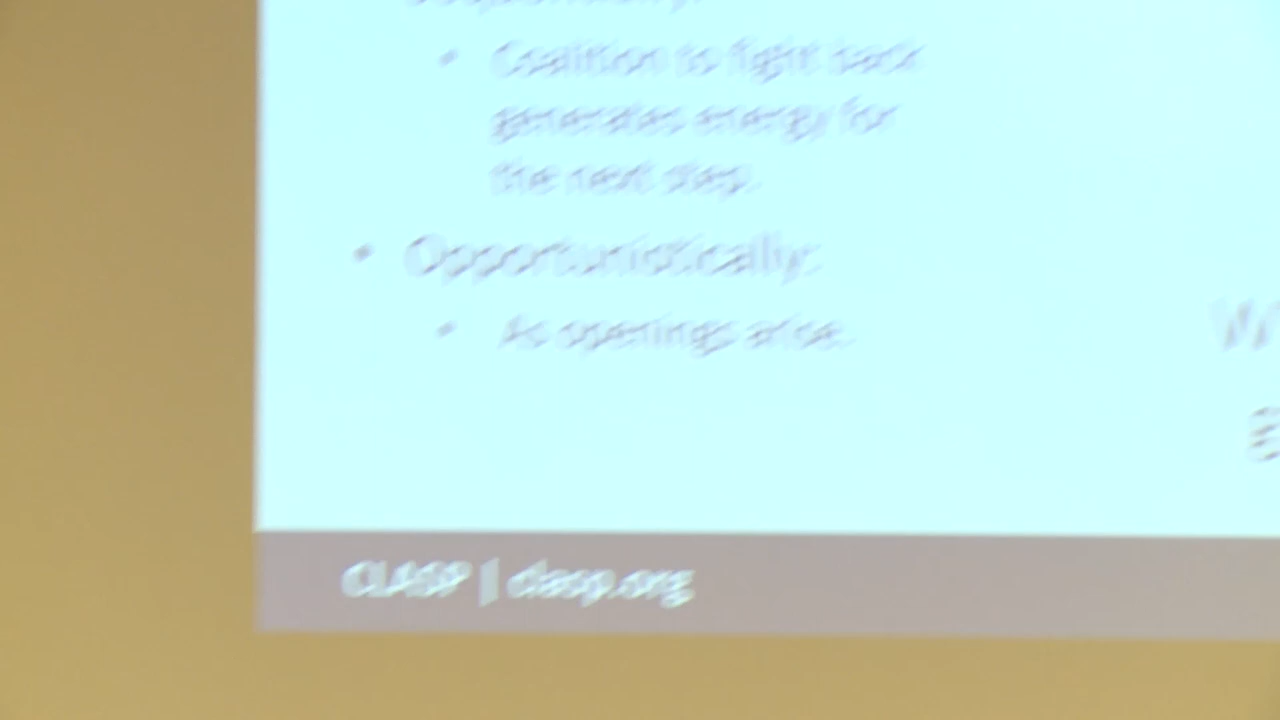 • Coalition to fight back
generates energy for
the next step.
• Opportunistically:
• As openings arise.
CLASP | clasp.org